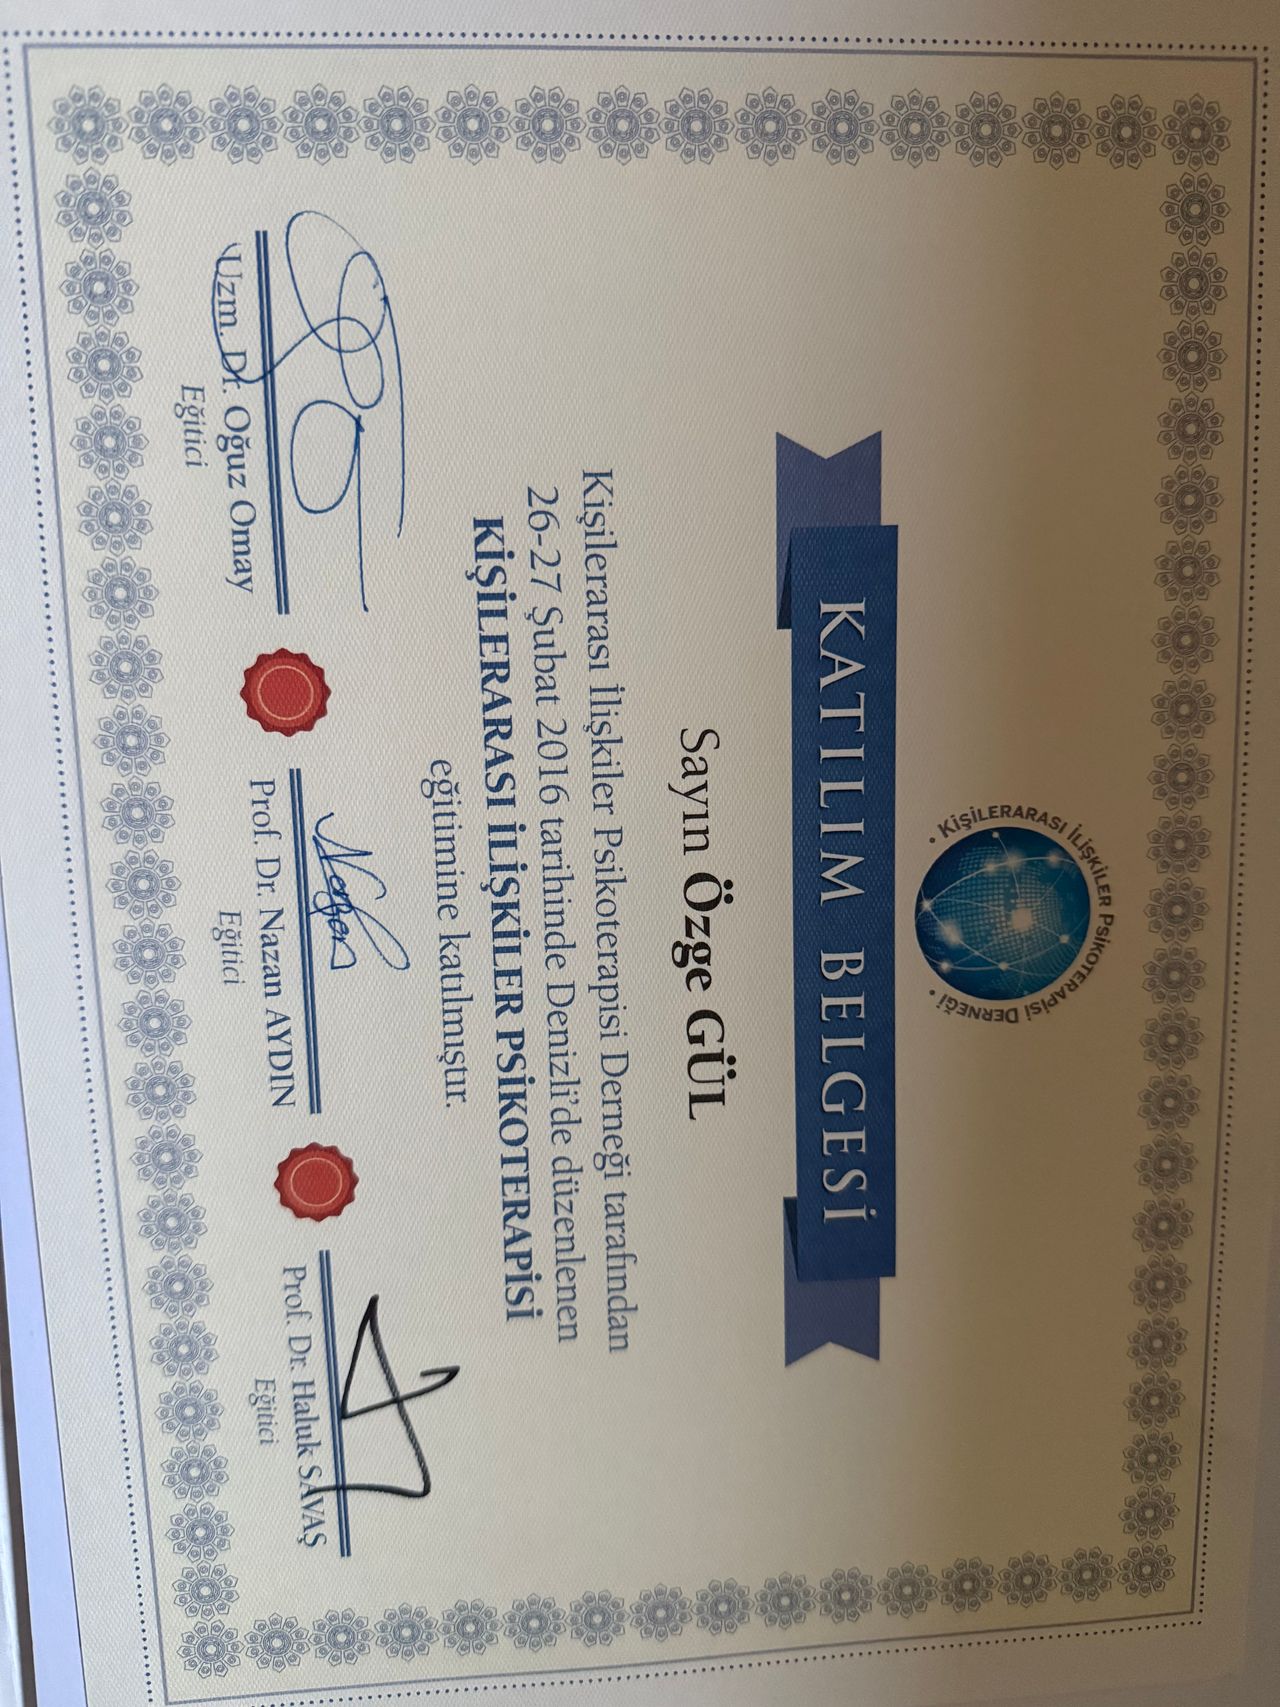 KİŞİLERARASI İLİŞKİLER PSİKOTERAPİSİ DERNEĞİ
KATILIM BELGESİ
Sayın Özge GÜL
Kişilerarası İlişkiler Psikoterapisi Derneği tarafından
26-27 Şubat 2016 tarihinde Denizli'de düzenlenen
KİŞİLERARASI İLİŞKİLER PSİKOTERAPİSİ
eğitimine katılmıştır.
Uzm. Dr. Oğuz Omay
Eğitici
Prof. Dr. Nazan AYDIN
Eğitici
Prof. Dr. Haluk SAVAŞ
Eğitici